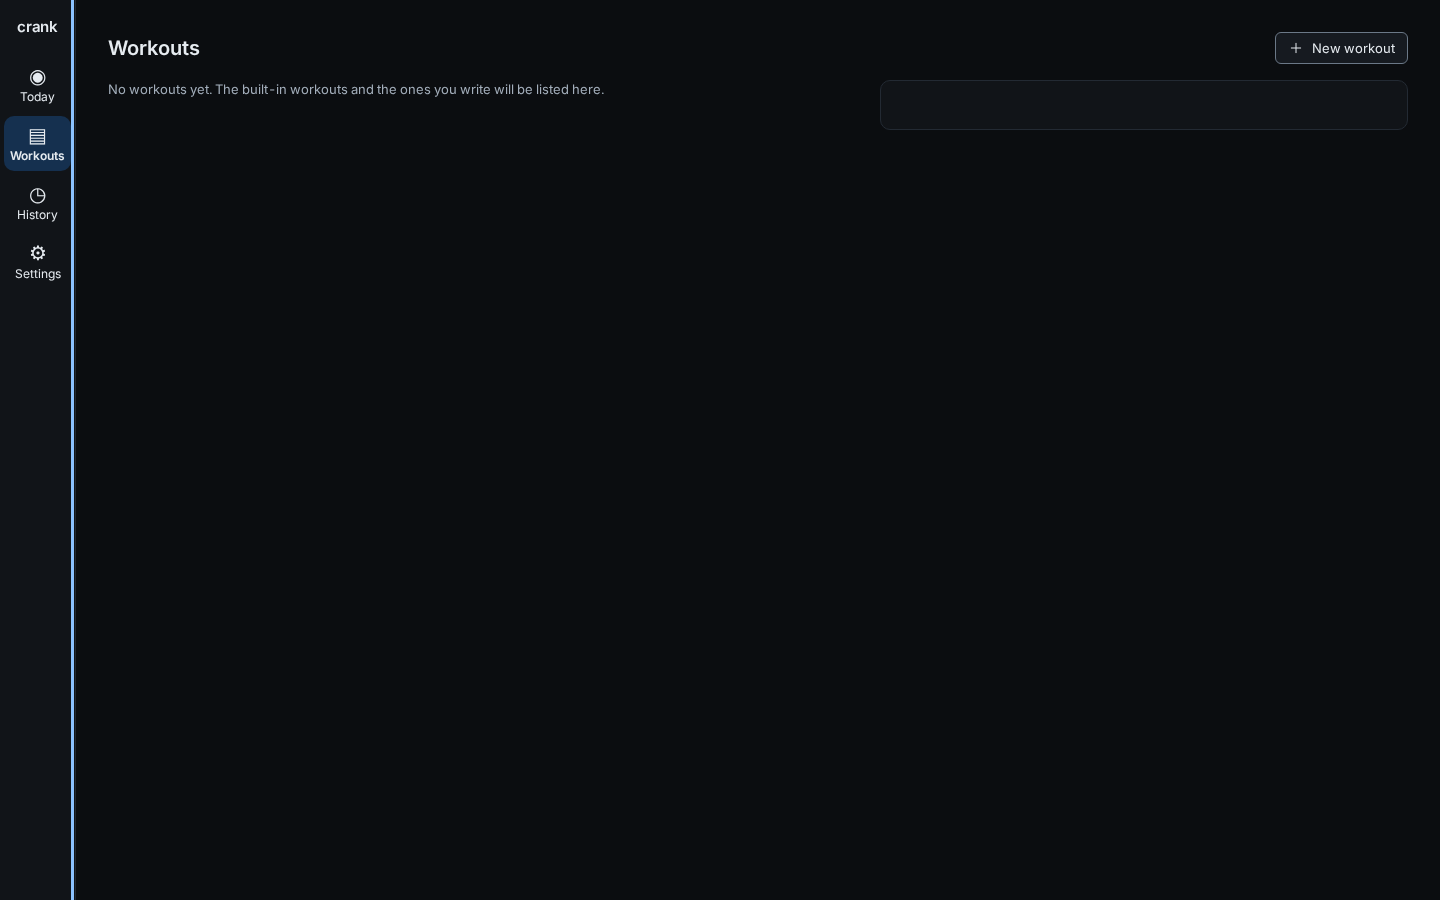 crank
Today
Workouts
History
Settings
Workouts
+ New workout
No workouts yet. The built-in workouts and the ones you write will be listed here.